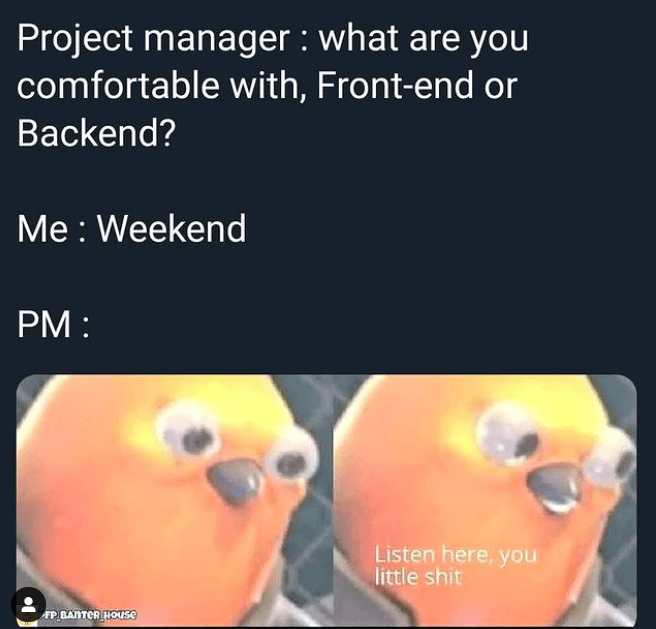 Project manager : what are you
comfortable with, Front-end or
Backend?
Me : Weekend
PM :
Listen here, you
little shit
FP_BANTER_HOUSE